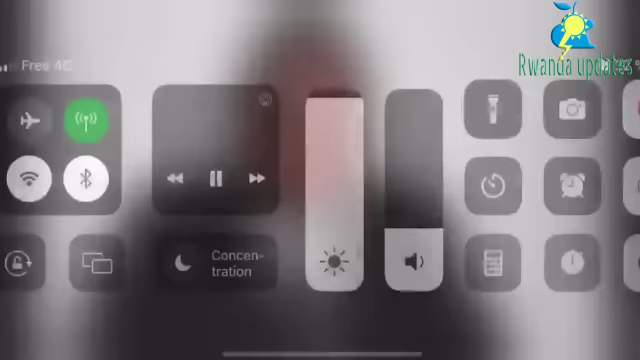 Rwanda updates
Free 4G
Concen-
tration